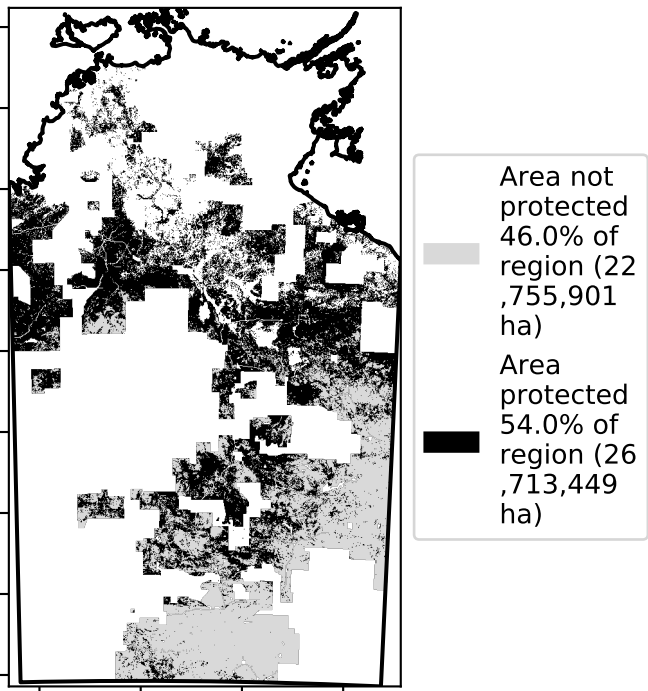 Area not
protected
46.0% of
region (22
,755,901
ha)
Area
protected
54.0% of
region (26
,713,449
ha)